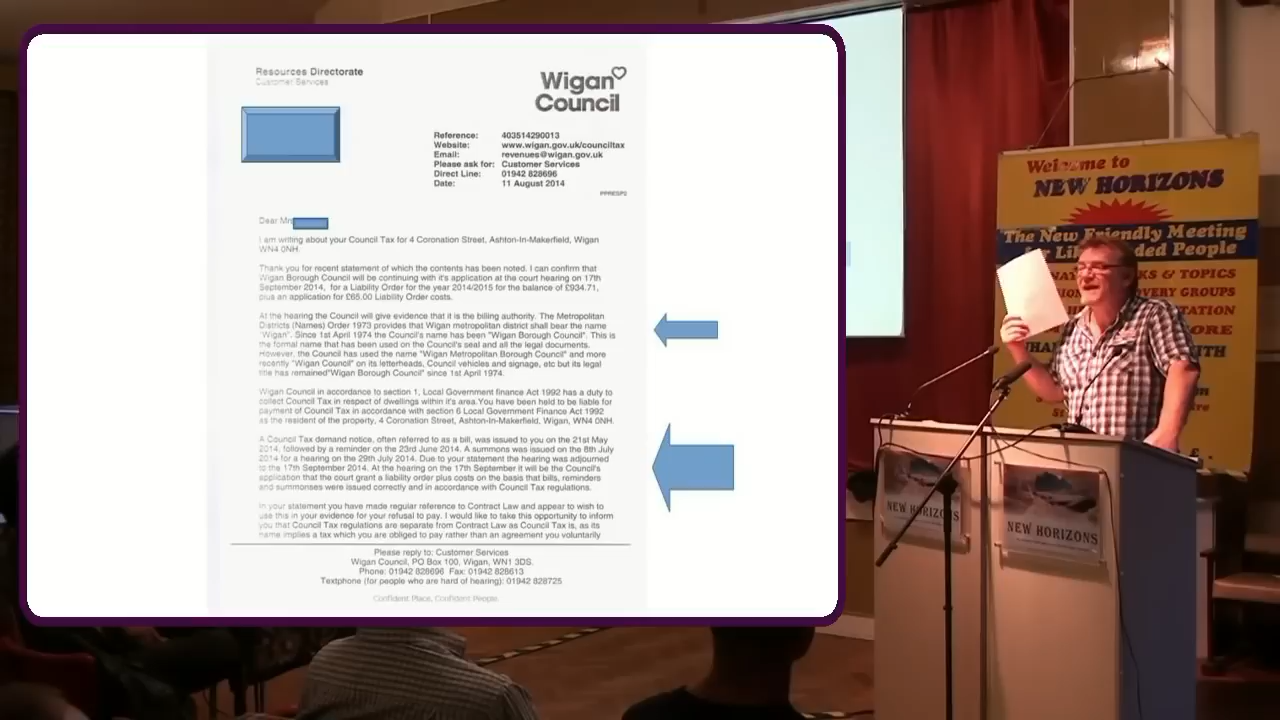 Resources Directorate
Customer Services
Wigan
Council
Reference: 403514290013
Website: www.wigan.gov.uk/counciltax
Email: revenues@wigan.gov.uk
Please ask for: Customer Services
Direct Line: 01942 828696
Date: 11 August 2014
PPRESP2
Dear Mrs
I am writing about your Council Tax for 4 Coronation Street, Ashton-In-Makerfield, Wigan
WN4 0NH.
Thank you for recent statement of which the contents has been noted. I can confirm that
Wigan Borough Council will be continuing with it's application at the court hearing on 17th
September 2014, for a Liability Order for the year 2014/2015 for the balance of £934.71,
plus an application for £65.00 Liability Order costs.
At the hearing the Council will give evidence that it is the billing authority. The Metropolitan
Districts (Names) Order 1973 provides that Wigan metropolitan district shall bear the name
"Wigan". Since 1st April 1974 the Council's name has been "Wigan Borough Council". This is
the formal name that has been used on the Council's seal and all the legal documents.
However, the Council has used the name "Wigan Metropolitan Borough Council" and more
recently "Wigan Council" on its letterheads, Council vehicles and signage, etc but its legal
title has remained"Wigan Borough Council" since 1st April 1974.
Wigan Council in accordance to section 1, Local Government finance Act 1992 has a duty to
collect Council Tax in respect of dwellings within it's area.You have been held to be liable for
payment of Council Tax in accordance with section 6 Local Government Finance Act 1992
as the resident of the property, 4 Coronation Street, Ashton-In-Makerfield, Wigan, WN4 0NH.
A Council Tax demand notice, often referred to as a bill, was issued to you on the 21st May
2014, followed by a reminder on the 23rd June 2014. A summons was issued on the 8th July
2014 for a hearing on the 29th July 2014. Due to your statement the hearing was adjourned
to the 17th September 2014. At the hearing on the 17th September it will be the Council's
application that the court grant a liability order plus costs on the basis that bills, reminders
and summonses were issued correctly and in accordance with Council Tax regulations.
In your statement you have made regular reference to Contract Law and appear to wish to
use this in your evidence for your refusal to pay. I would like to take this opportunity to inform
you that Council Tax regulations are separate from Contract Law as Council Tax is, as its
name implies a tax which you are obliged to pay rather than an agreement you voluntarily
Please reply to: Customer Services
Wigan Council, PO Box 100, Wigan, WN1 3DS.
Phone: 01942 828696 Fax: 01942 828613
Textphone (for people who are hard of hearing): 01942 828725
Confident Place, Confident People.
Welcome to
NEW HORIZONS
The New Friendly Meeting
People
KS & TOPICS
OVERY GROUPS
TATION
ORE
NEW HORIZONS
NEW HORIZONS